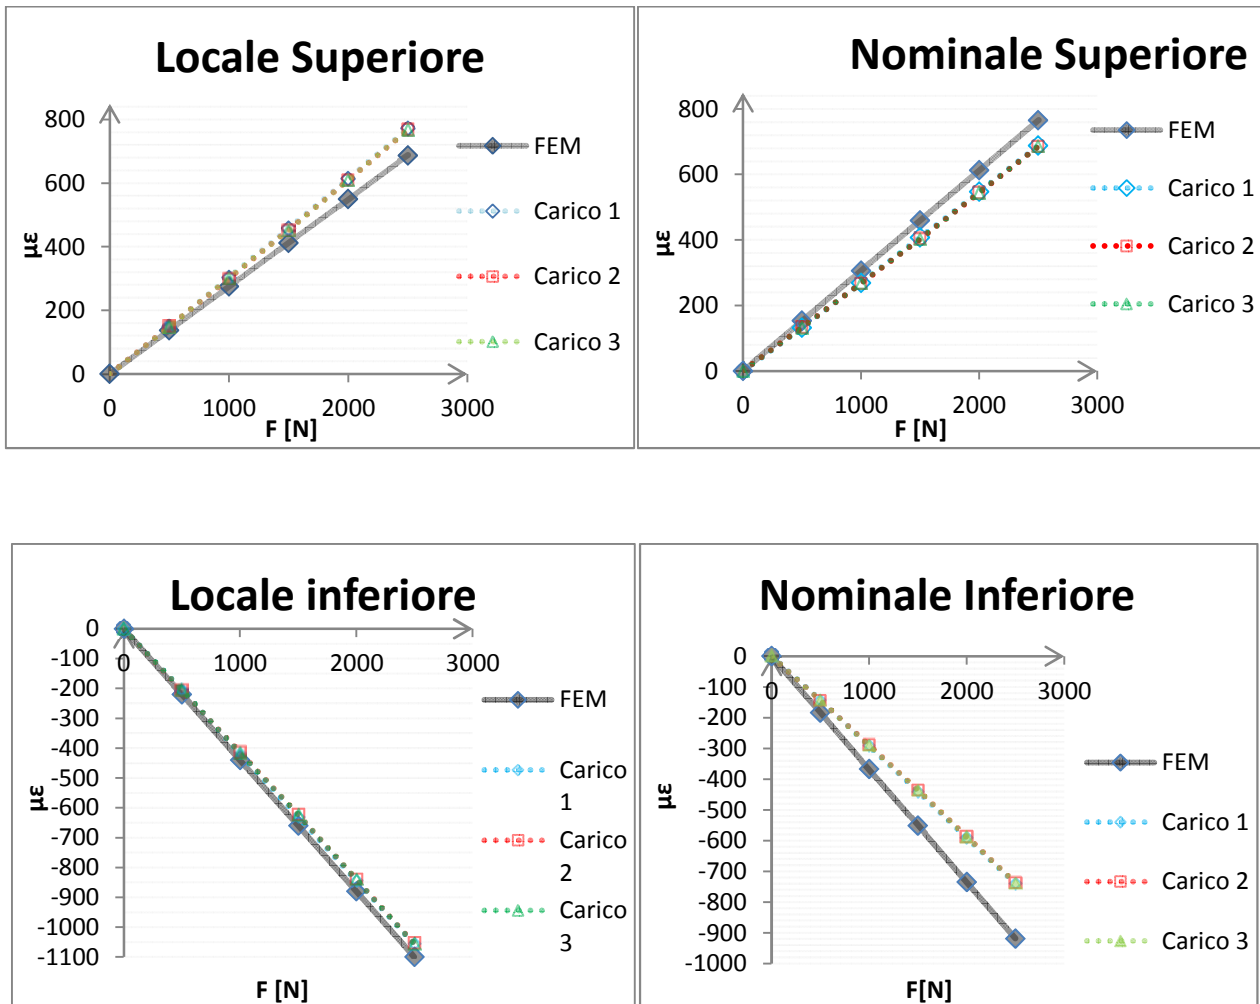 Locale Superiore
800
600
400
200
0
με
0
1000
2000
3000
F [N]
FEM
Carico 1
Carico 2
Carico 3
Nominale Superiore
800
600
400
200
0
με
0
1000
2000
3000
F [N]
FEM
Carico 1
Carico 2
Carico 3
Locale inferiore
0
-100
-200
-300
-400
-500
-600
-700
-800
-900
-1000
-1100
με
0
1000
2000
3000
F [N]
FEM
Carico
1
Carico
2
Carico
3
Nominale Inferiore
0
-100
-200
-300
-400
-500
-600
-700
-800
-900
-1000
με
0
1000
2000
3000
F[N]
FEM
Carico 1
Carico 2
Carico 3